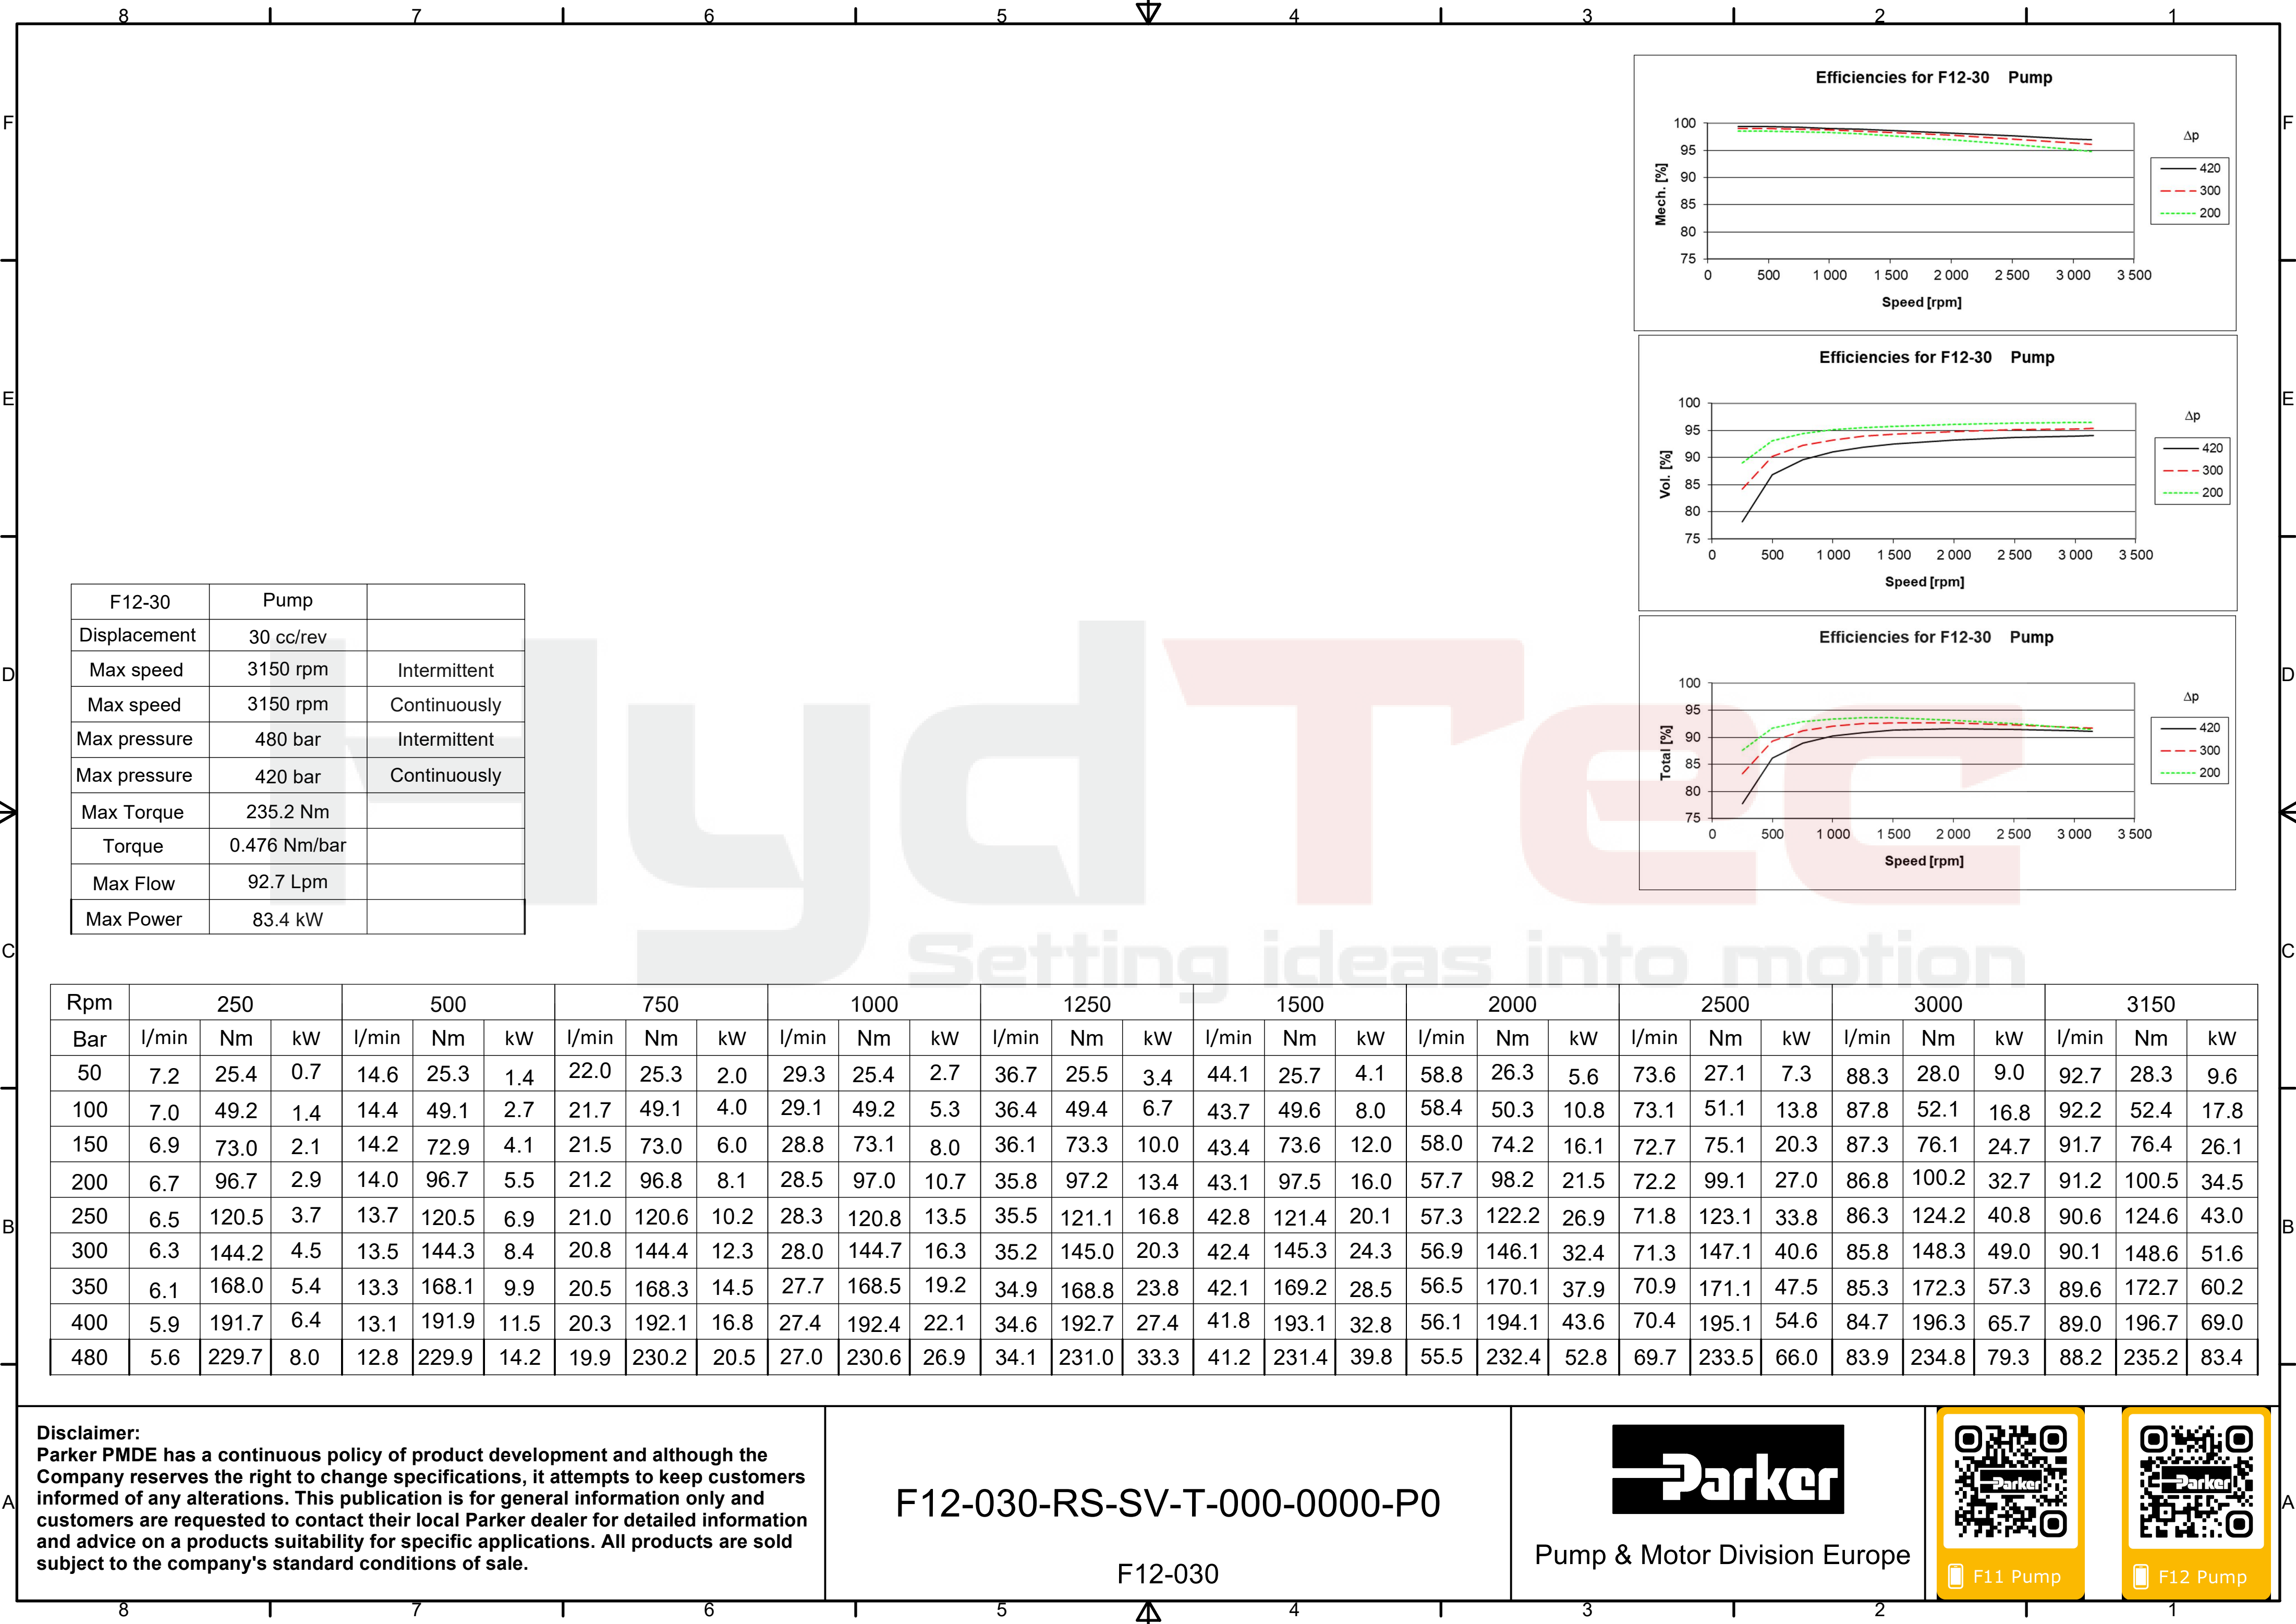 8 7 6 5 4 3 2 1
F F
E E
D D
C C
B B
A A
Efficiencies for F12-30 Pump
Mech. [%]
100
95
90
85
80
75
0 500 1 000 1 500 2 000 2 500 3 000 3 500
Speed [rpm]
Δp
420
300
200
Efficiencies for F12-30 Pump
Vol. [%]
100
95
90
85
80
75
0 500 1 000 1 500 2 000 2 500 3 000 3 500
Speed [rpm]
Δp
420
300
200
Efficiencies for F12-30 Pump
Total [%]
100
95
90
85
80
75
0 500 1 000 1 500 2 000 2 500 3 000 3 500
Speed [rpm]
Δp
420
300
200
HydTec
Setting ideas into motion
F12-30 Pump
Displacement 30 cc/rev
Max speed 3150 rpm Intermittent
Max speed 3150 rpm Continuously
Max pressure 480 bar Intermittent
Max pressure 420 bar Continuously
Max Torque 235.2 Nm
Torque 0.476 Nm/bar
Max Flow 92.7 Lpm
Max Power 83.4 kW
Rpm 250 500 750 1000 1250 1500 2000 2500 3000 3150
Bar l/min Nm kW l/min Nm kW l/min Nm kW l/min Nm kW l/min Nm kW l/min Nm kW l/min Nm kW l/min Nm kW l/min Nm kW l/min Nm kW
50 7.2 25.4 0.7 14.6 25.3 1.4 22.0 25.3 2.0 29.3 25.4 2.7 36.7 25.5 3.4 44.1 25.7 4.1 58.8 26.3 5.6 73.6 27.1 7.3 88.3 28.0 9.0 92.7 28.3 9.6
100 7.0 49.2 1.4 14.4 49.1 2.7 21.7 49.1 4.0 29.1 49.2 5.3 36.4 49.4 6.7 43.7 49.6 8.0 58.4 50.3 10.8 73.1 51.1 13.8 87.8 52.1 16.8 92.2 52.4 17.8
150 6.9 73.0 2.1 14.2 72.9 4.1 21.5 73.0 6.0 28.8 73.1 8.0 36.1 73.3 10.0 43.4 73.6 12.0 58.0 74.2 16.1 72.7 75.1 20.3 87.3 76.1 24.7 91.7 76.4 26.1
200 6.7 96.7 2.9 14.0 96.7 5.5 21.2 96.8 8.1 28.5 97.0 10.7 35.8 97.2 13.4 43.1 97.5 16.0 57.7 98.2 21.5 72.2 99.1 27.0 86.8 100.2 32.7 91.2 100.5 34.5
250 6.5 120.5 3.7 13.7 120.5 6.9 21.0 120.6 10.2 28.3 120.8 13.5 35.5 121.1 16.8 42.8 121.4 20.1 57.3 122.2 26.9 71.8 123.1 33.8 86.3 124.2 40.8 90.6 124.6 43.0
300 6.3 144.2 4.5 13.5 144.3 8.4 20.8 144.4 12.3 28.0 144.7 16.3 35.2 145.0 20.3 42.4 145.3 24.3 56.9 146.1 32.4 71.3 147.1 40.6 85.8 148.3 49.0 90.1 148.6 51.6
350 6.1 168.0 5.4 13.3 168.1 9.9 20.5 168.3 14.5 27.7 168.5 19.2 34.9 168.8 23.8 42.1 169.2 28.5 56.5 170.1 37.9 70.9 171.1 47.5 85.3 172.3 57.3 89.6 172.7 60.2
400 5.9 191.7 6.4 13.1 191.9 11.5 20.3 192.1 16.8 27.4 192.4 22.1 34.6 192.7 27.4 41.8 193.1 32.8 56.1 194.1 43.6 70.4 195.1 54.6 84.7 196.3 65.7 89.0 196.7 69.0
480 5.6 229.7 8.0 12.8 229.9 14.2 19.9 230.2 20.5 27.0 230.6 26.9 34.1 231.0 33.3 41.2 231.4 39.8 55.5 232.4 52.8 69.7 233.5 66.0 83.9 234.8 79.3 88.2 235.2 83.4
Disclaimer:
Parker PMDE has a continuous policy of product development and although the
Company reserves the right to change specifications, it attempts to keep customers
informed of any alterations. This publication is for general information only and
customers are requested to contact their local Parker dealer for detailed information
and advice on a products suitability for specific applications. All products are sold
subject to the company's standard conditions of sale.
F12-030-RS-SV-T-000-0000-P0
F12-030
Parker
Pump & Motor Division Europe
Parker
F11 Pump
Parker
F12 Pump
8 7 6 5 4 3 2 1